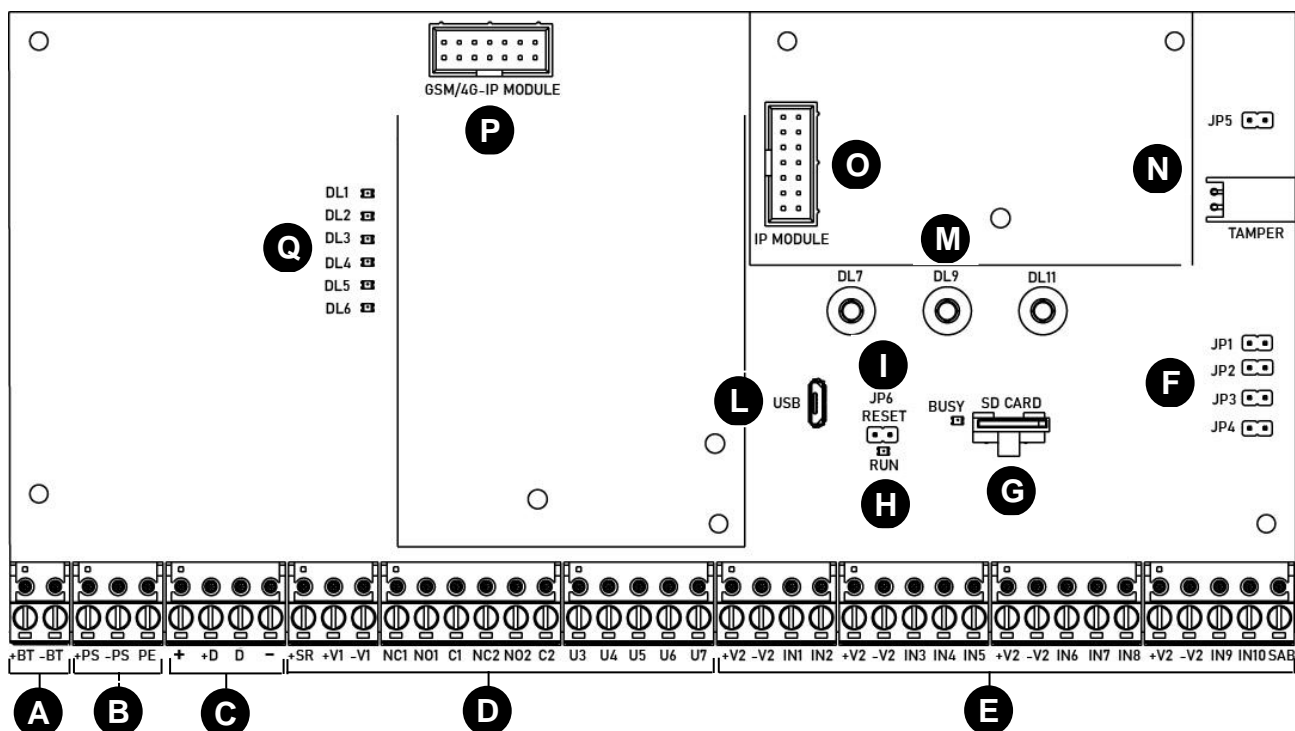 GSM/4G-IP MODULE
P
JP5
O
N
DL1
DL2
DL3
DL4
DL5
DL6
Q
IP MODULE
M
TAMPER
DL7 DL9 DL11
I
JP1
JP2
JP3
JP4
F
L
USB
JP6
RESET
RUN
BUSY
SD CARD
H
G
+BT -BT +PS -PS PE + +D D - +SR +V1 -V1 NC1 NO1 C1 NC2 NO2 C2 U3 U4 U5 U6 U7 +V2 -V2 IN1 IN2 +V2 -V2 IN3 IN4 IN5 +V2 -V2 IN6 IN7 IN8 +V2 -V2 IN9 IN10 SAB
A B C D E